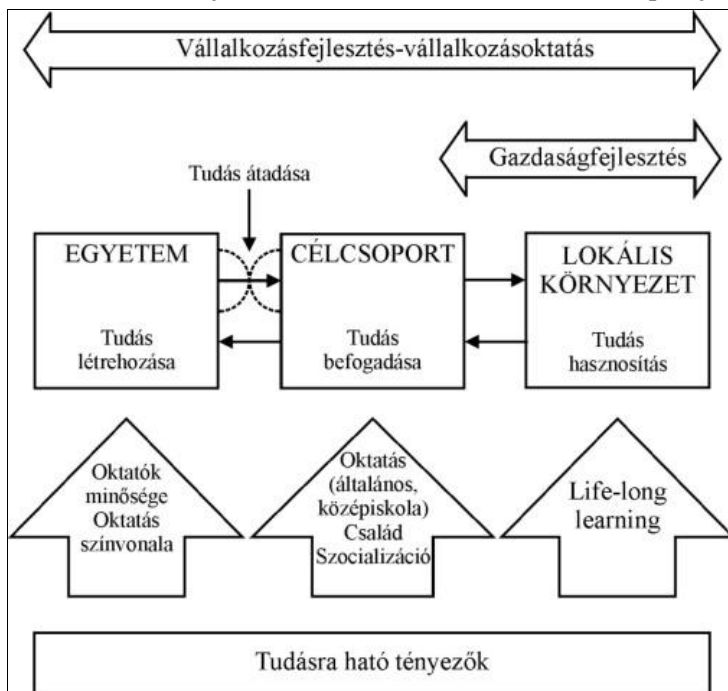 Vállalkozásfejlesztés-vállalkozásoktatás
Gazdaságfejlesztés
Tudás átadása
EGYETEM
Tudás
létrehozása
CÉLCSOPORT
Tudás
befogadása
LOKÁLIS
KÖRNYEZET
Tudás
hasznosítás
Oktatók
minősége
Oktatás
színvonala
Oktatás
(általános,
középiskola)
Család
Szocializáció
Life-long
learning
Tudásra ható tényezők